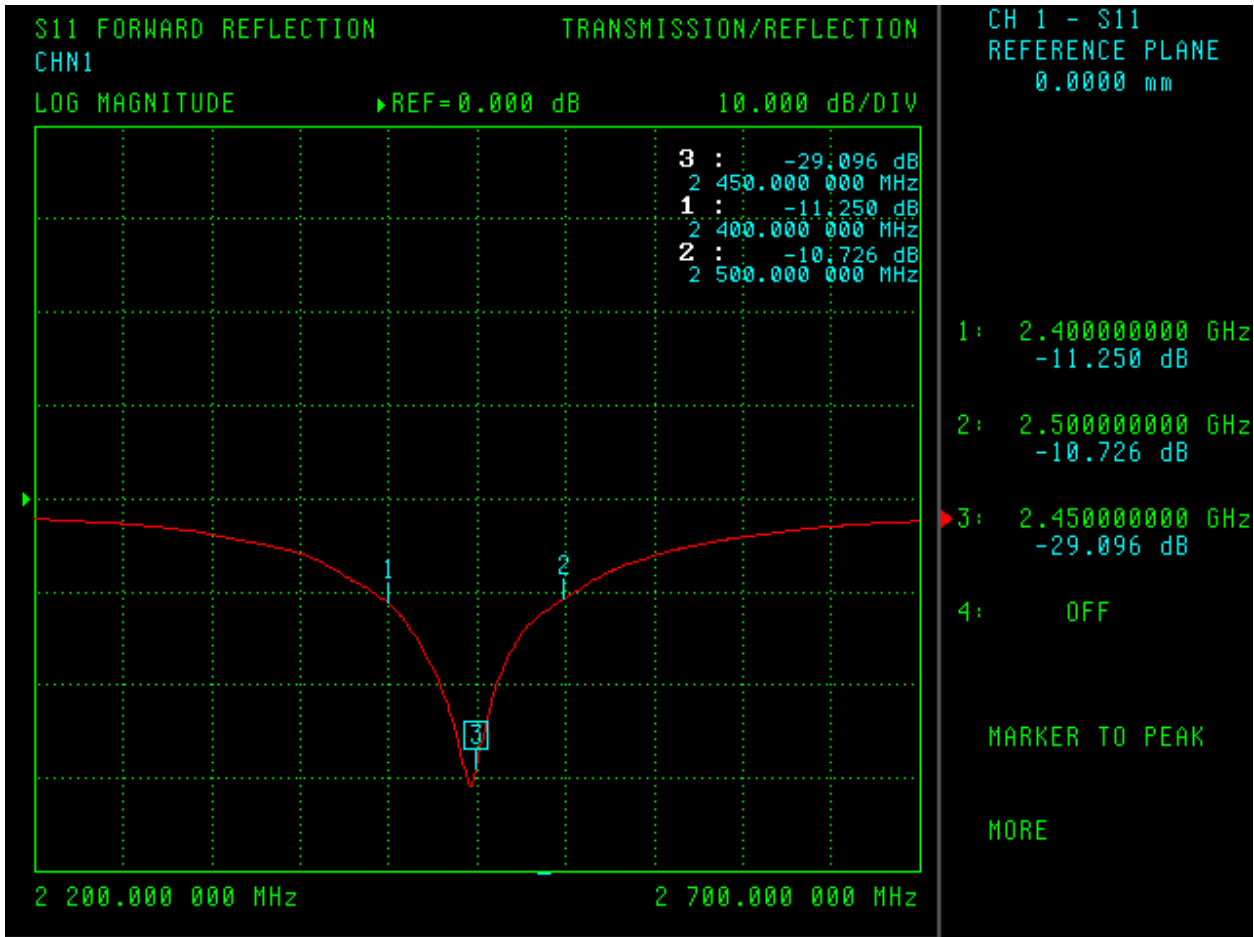 S11 FORWARD REFLECTION TRANSMISSION/REFLECTION
CHN1
LOG MAGNITUDE ▶REF=0.000 dB 10.000 dB/DIV
3 : -29.096 dB
2 450.000 000 MHz
1 : -11.250 dB
2 400.000 000 MHz
2 : -10.726 dB
2 500.000 000 MHz
1
2
3
2 200.000 000 MHz 2 700.000 000 MHz
CH 1 - S11
REFERENCE PLANE
0.0000 mm
1: 2.400000000 GHz
-11.250 dB
2: 2.500000000 GHz
-10.726 dB
3: 2.450000000 GHz
-29.096 dB
4: OFF
MARKER TO PEAK
MORE